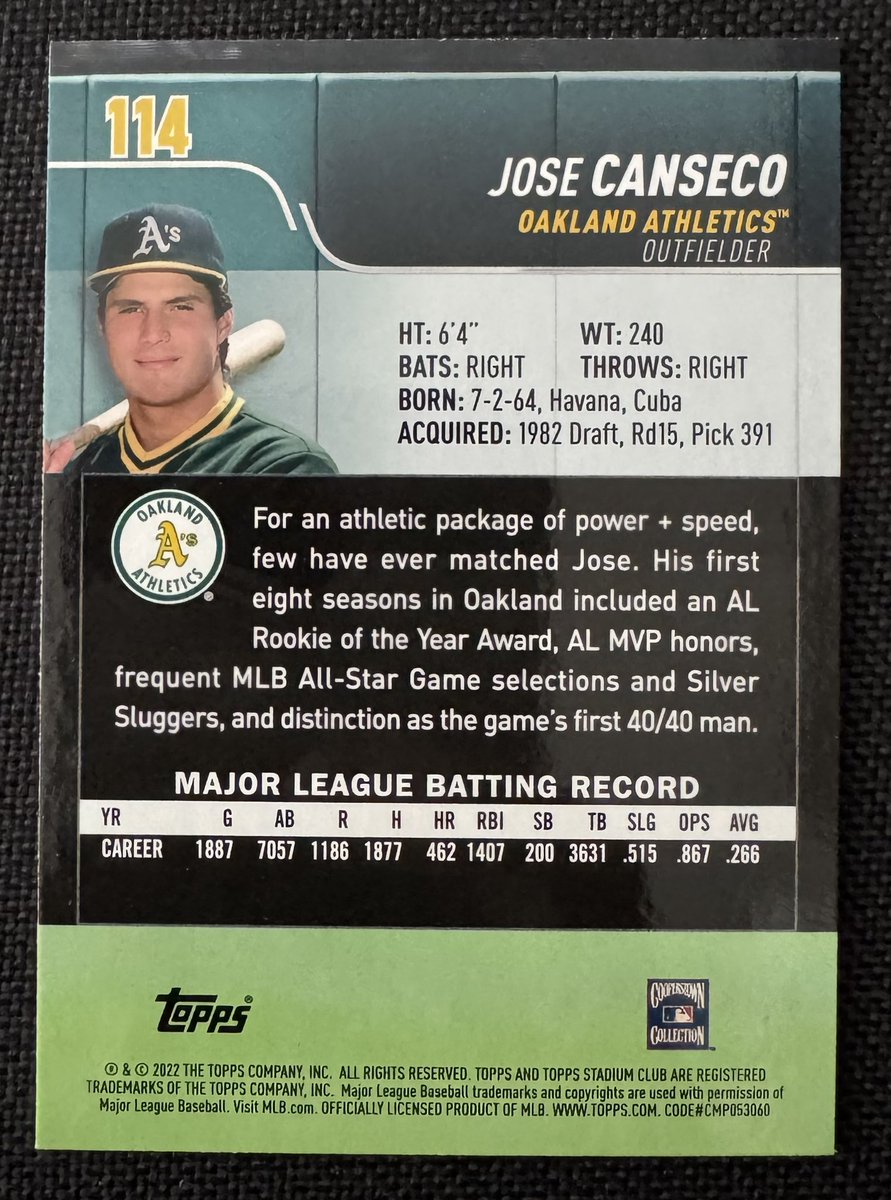 114
JOSE CANSECO
OAKLAND ATHLETICS™
OUTFIELDER
A's
HT: 6'4" WT: 240
BATS: RIGHT THROWS: RIGHT
BORN: 7-2-64, Havana, Cuba
ACQUIRED: 1982 Draft, Rd15, Pick 391
OAKLAND
A's
ATHLETICS
®
For an athletic package of power + speed,
few have ever matched Jose. His first
eight seasons in Oakland included an AL
Rookie of the Year Award, AL MVP honors,
frequent MLB All-Star Game selections and Silver
Sluggers, and distinction as the game's first 40/40 man.
MAJOR LEAGUE BATTING RECORD
YR G AB R H HR RBI SB TB SLG OPS AVG
CAREER 1887 7057 1186 1877 462 1407 200 3631 .515 .867 .266
Topps®
COOPERSTOWN
COLLECTION
® & © 2022 THE TOPPS COMPANY, INC. ALL RIGHTS RESERVED. TOPPS AND TOPPS STADIUM CLUB ARE REGISTERED
TRADEMARKS OF THE TOPPS COMPANY, INC. Major League Baseball trademarks and copyrights are used with permission of
Major League Baseball. Visit MLB.com. OFFICIALLY LICENSED PRODUCT OF MLB. WWW.TOPPS.COM. CODE#CMP053060